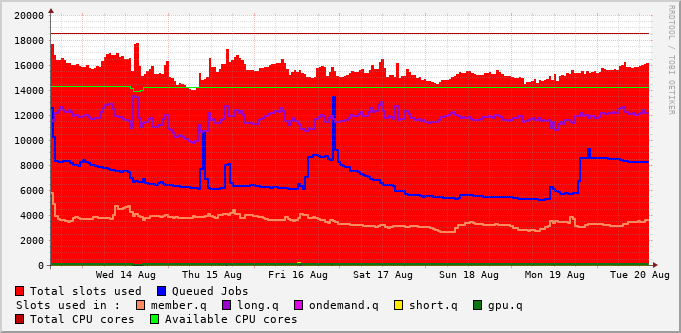 20000
18000
16000
14000
12000
10000
8000
6000
4000
2000
0
Wed 14 Aug Thu 15 Aug Fri 16 Aug Sat 17 Aug Sun 18 Aug Mon 19 Aug Tue 20 Aug
Total slots used Queued Jobs
Slots used in : member.q long.q ondemand.q short.q gpu.q
Total CPU cores Available CPU cores
RRDTOOL / TOBI OETIKER